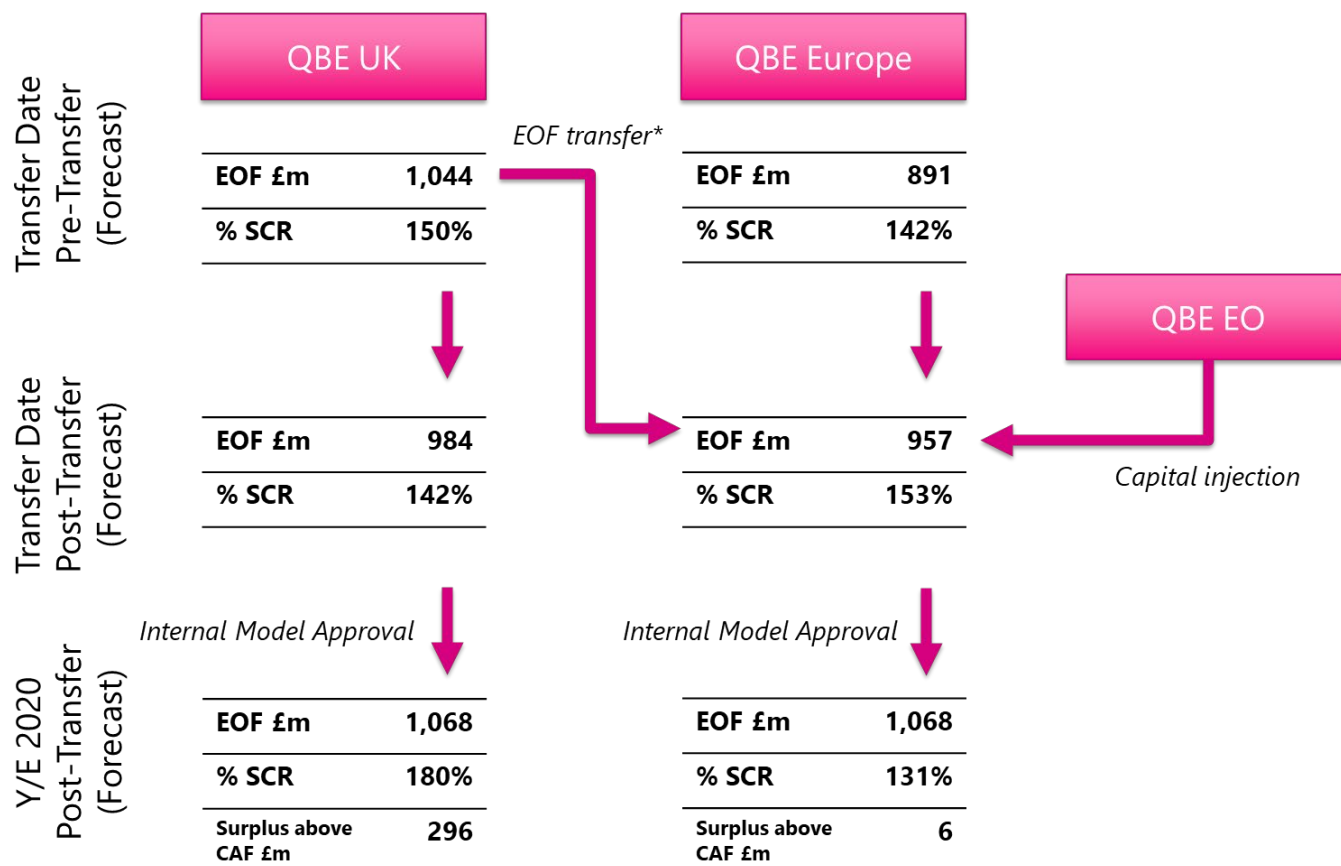 QBE UK
QBE Europe
Transfer Date
Pre-Transfer
(Forecast)
EOF transfer*
EOF £m 1,044
% SCR 150%
EOF £m 891
% SCR 142%
QBE EO
Transfer Date
Post-Transfer
(Forecast)
EOF £m 984
% SCR 142%
EOF £m 957
% SCR 153%
Capital injection
Internal Model Approval
Internal Model Approval
Y/E 2020
Post-Transfer
(Forecast)
EOF £m 1,068
% SCR 180%
Surplus above
CAF £m 296
EOF £m 1,068
% SCR 131%
Surplus above
CAF £m 6